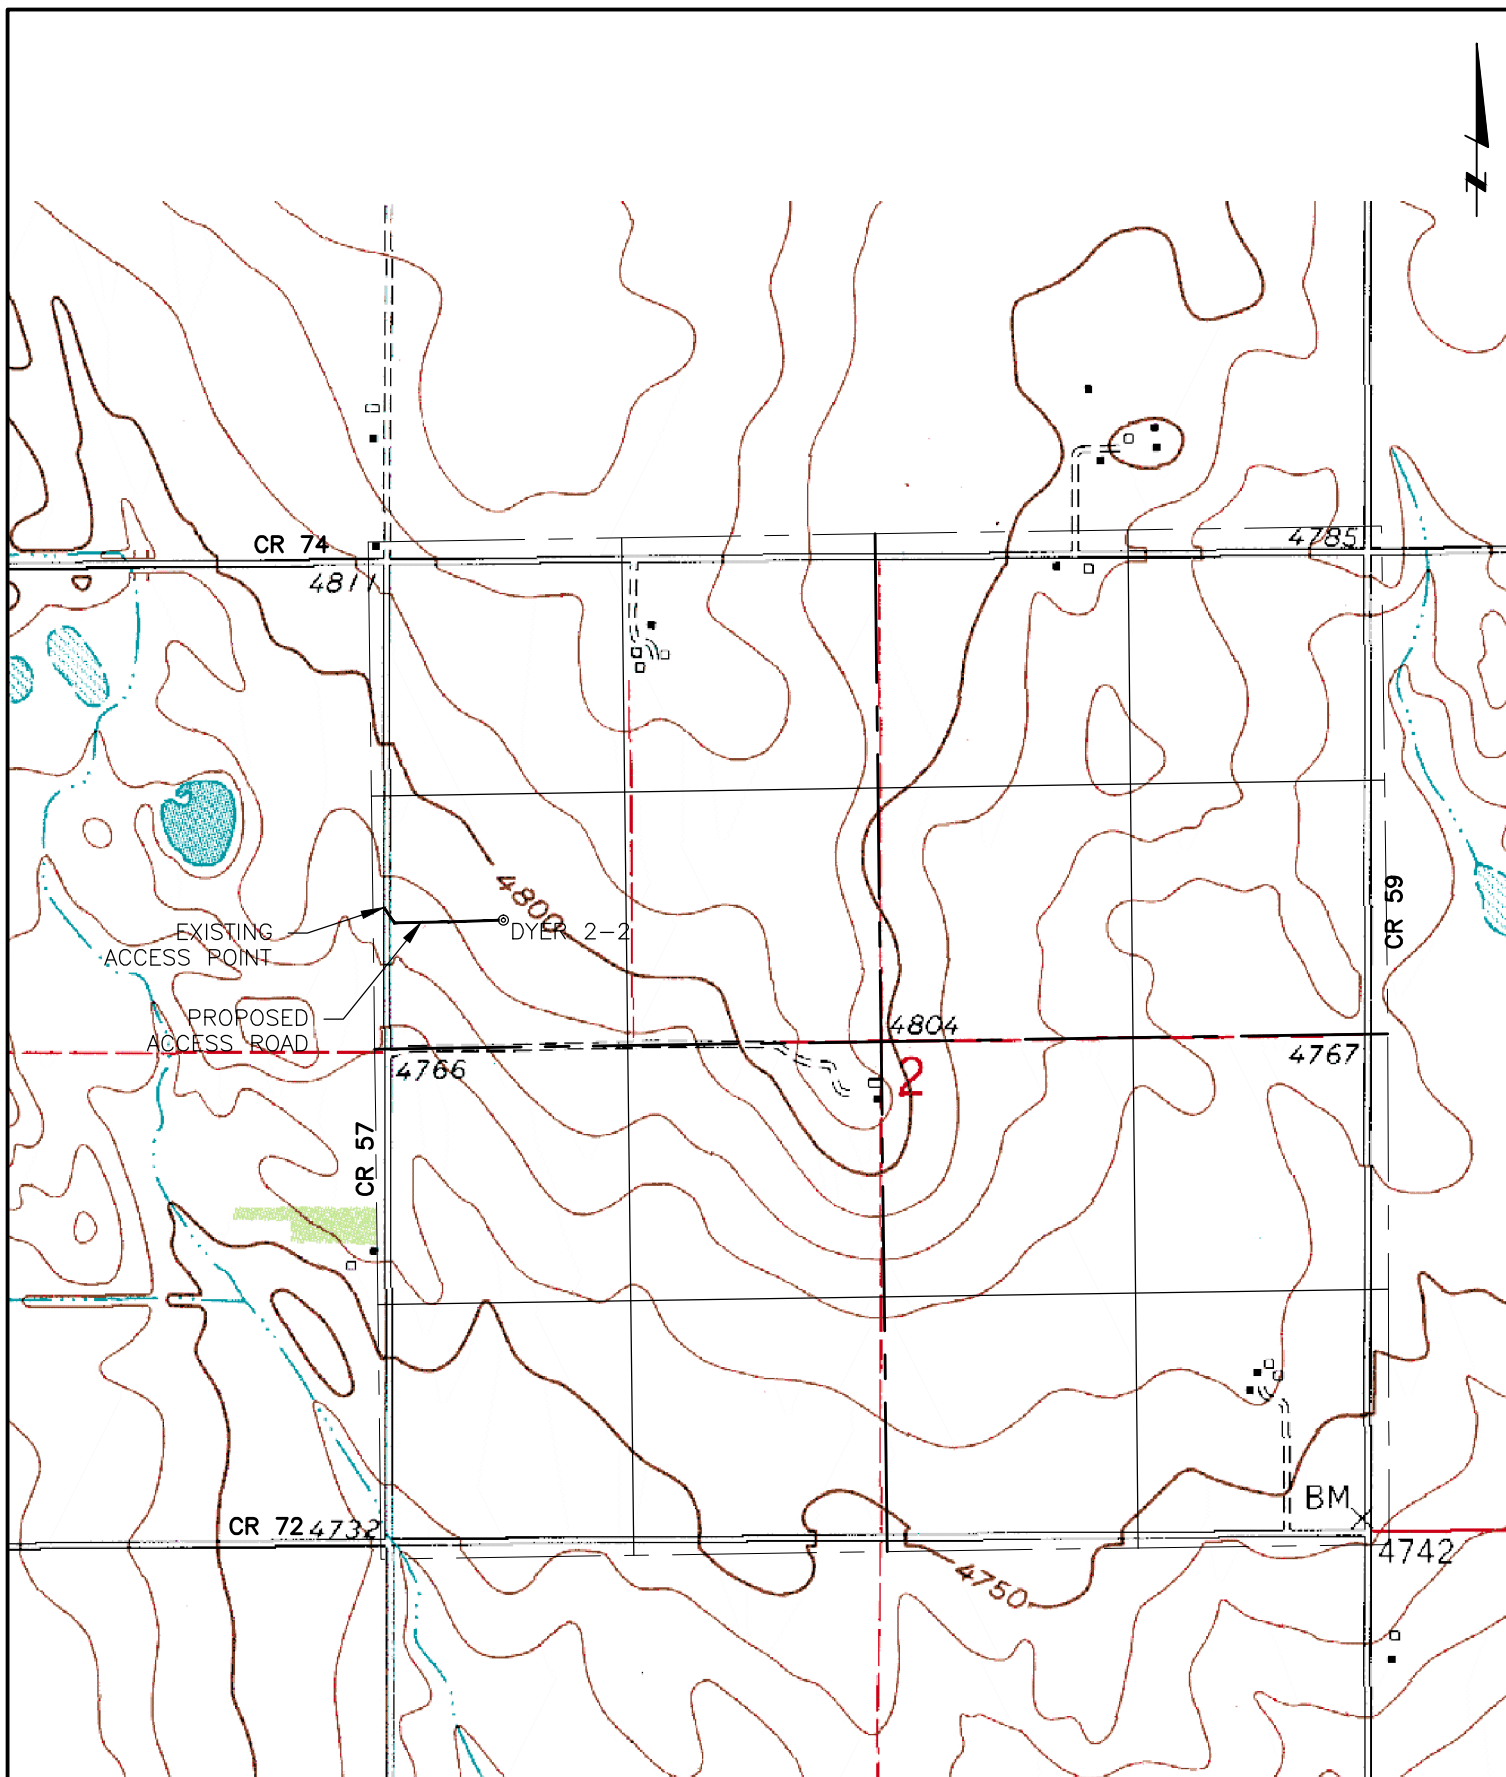 N
CR 74
4811
4785
4800
EXISTING
ACCESS POINT
DYER 2-2
CR 59
PROPOSED
ACCESS ROAD
4804
4766
2
4767
CR 57
BM
CR 72
4732
4742
4750